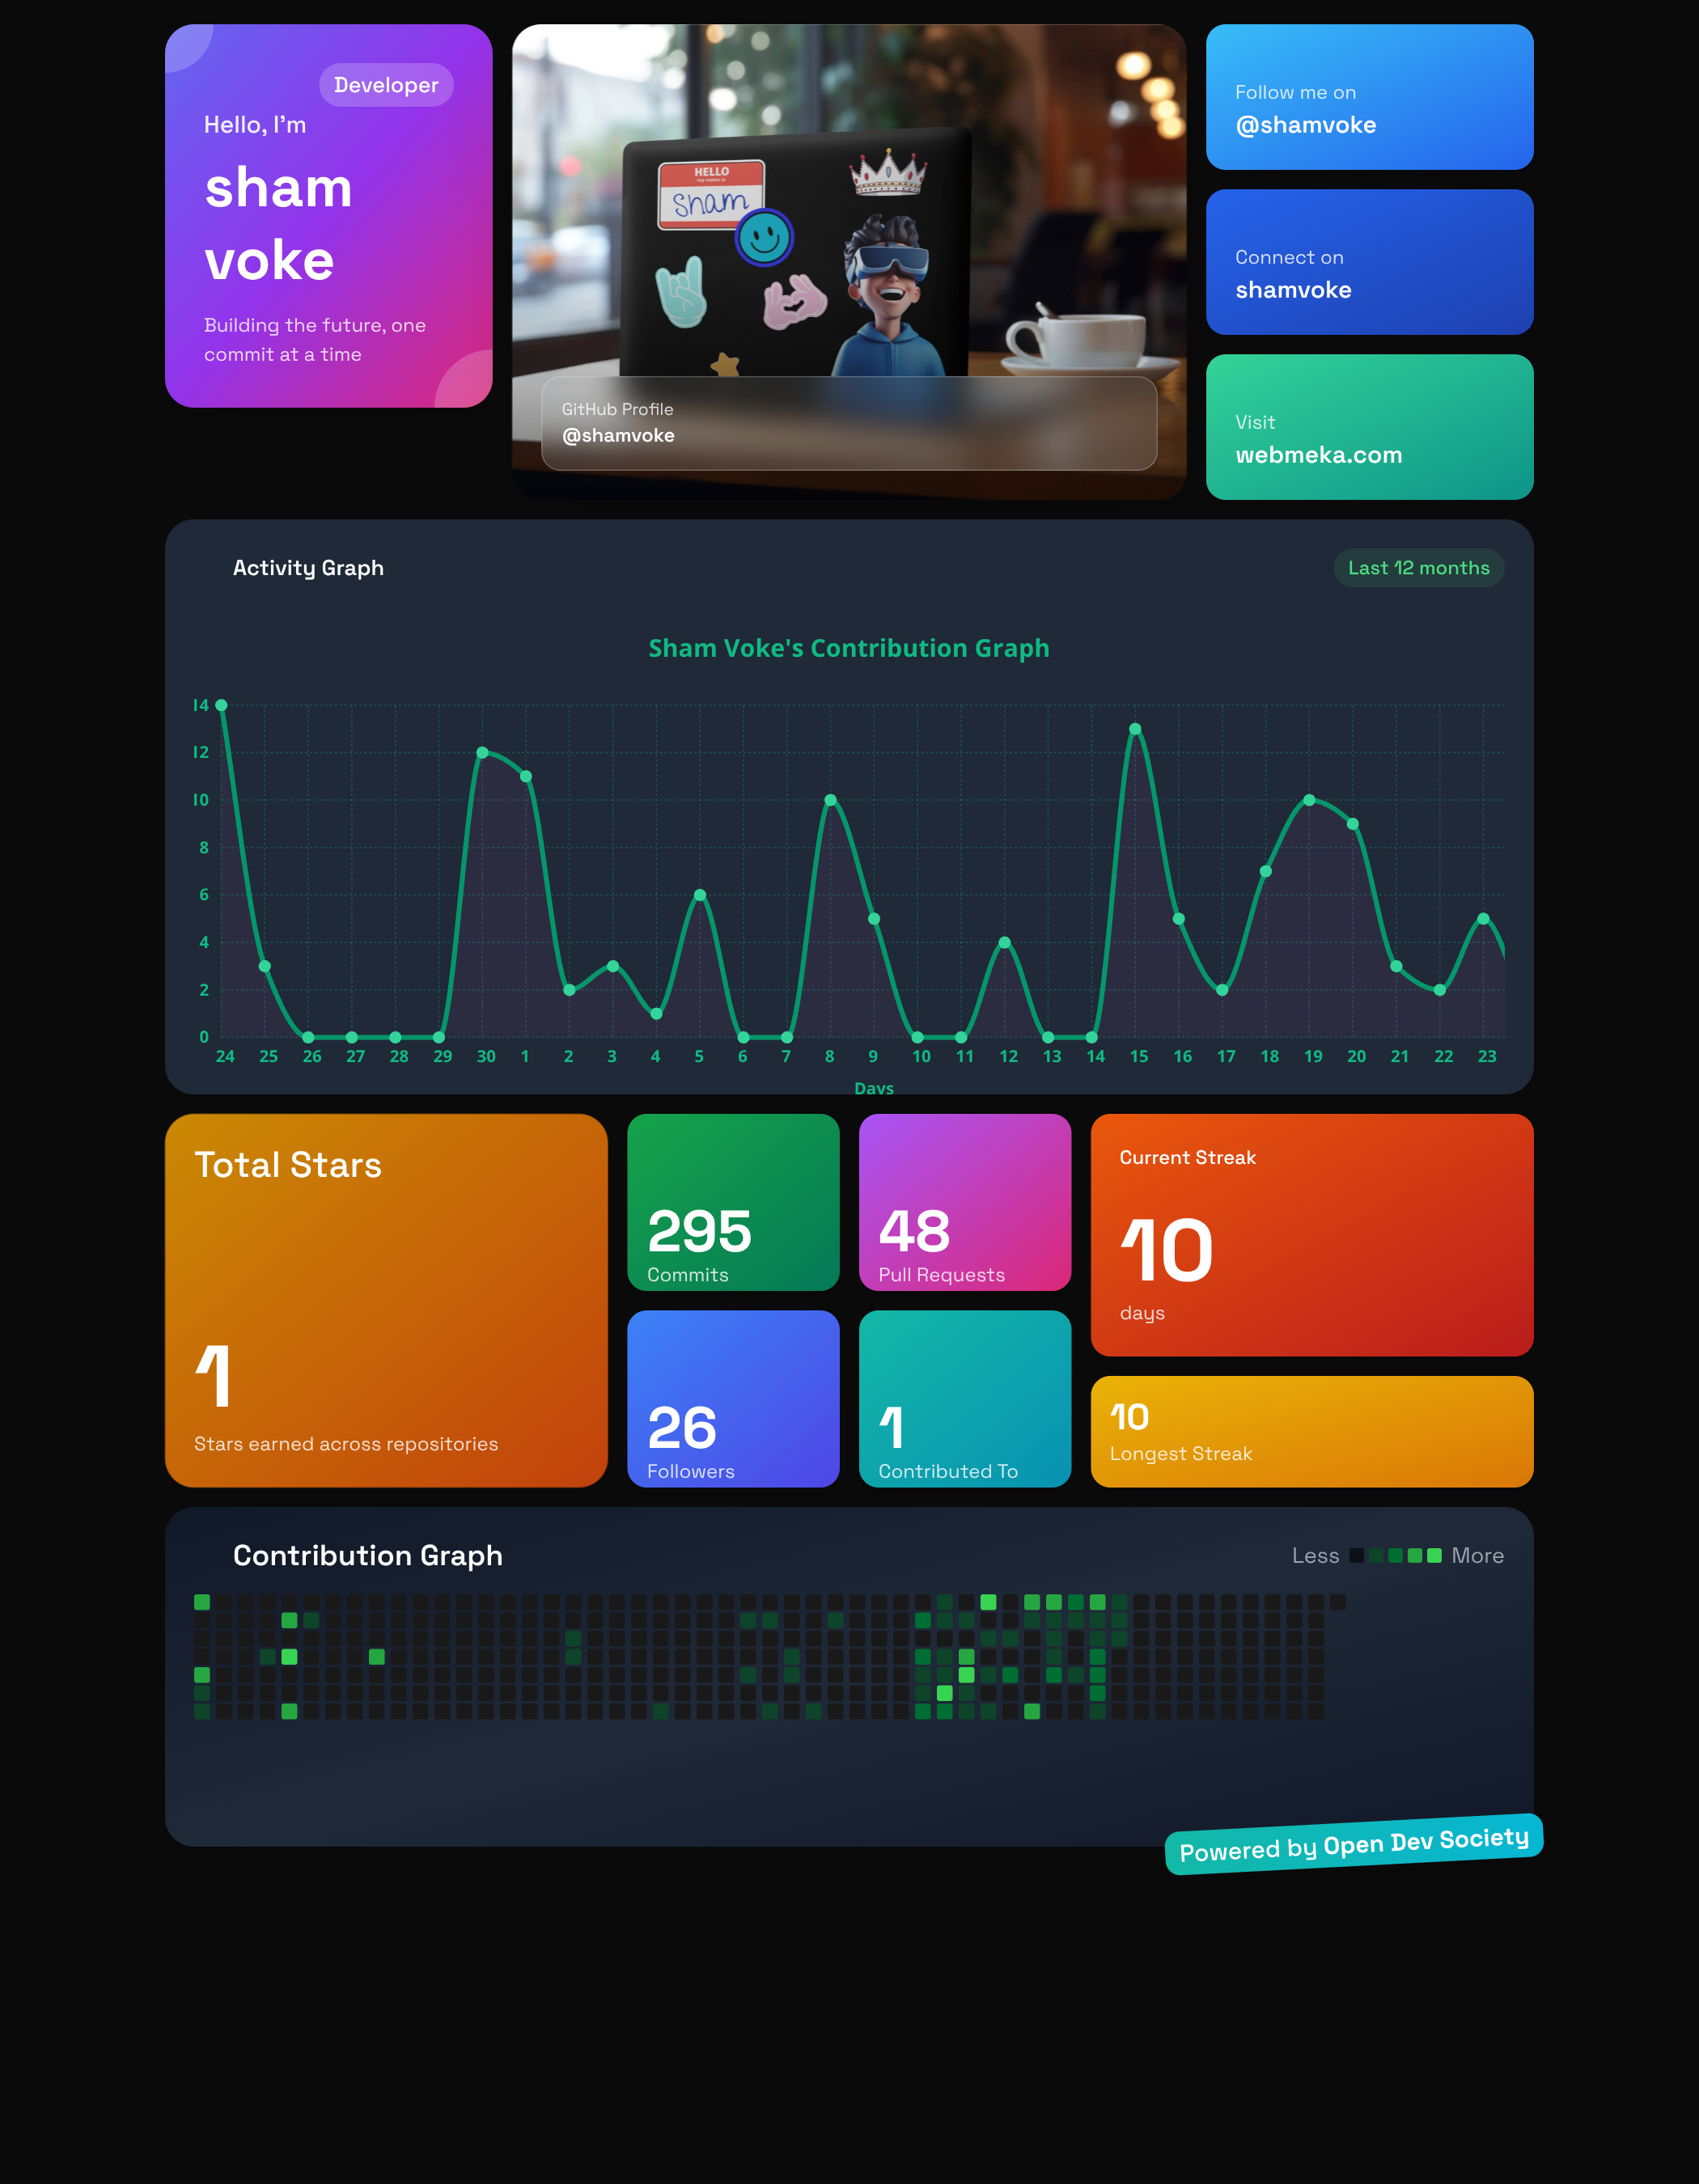 Developer
Hello, I'm
sham
voke
Building the future, one
commit at a time
HELLO
sham
GitHub Profile
@shamvoke
Follow me on
@shamvoke
Connect on
shamvoke
Visit
webmeka.com
Activity Graph
Last 12 months
Sham Voke's Contribution Graph
14
12
10
8
6
4
2
0
24 25 26 27 28 29 30 1 2 3 4 5 6 7 8 9 10 11 12 13 14 15 16 17 18 19 20 21 22 23
Days
Total Stars
1
Stars earned across repositories
295
Commits
48
Pull Requests
26
Followers
1
Contributed To
Current Streak
10
days
10
Longest Streak
Contribution Graph
Less More
Powered by Open Dev Society